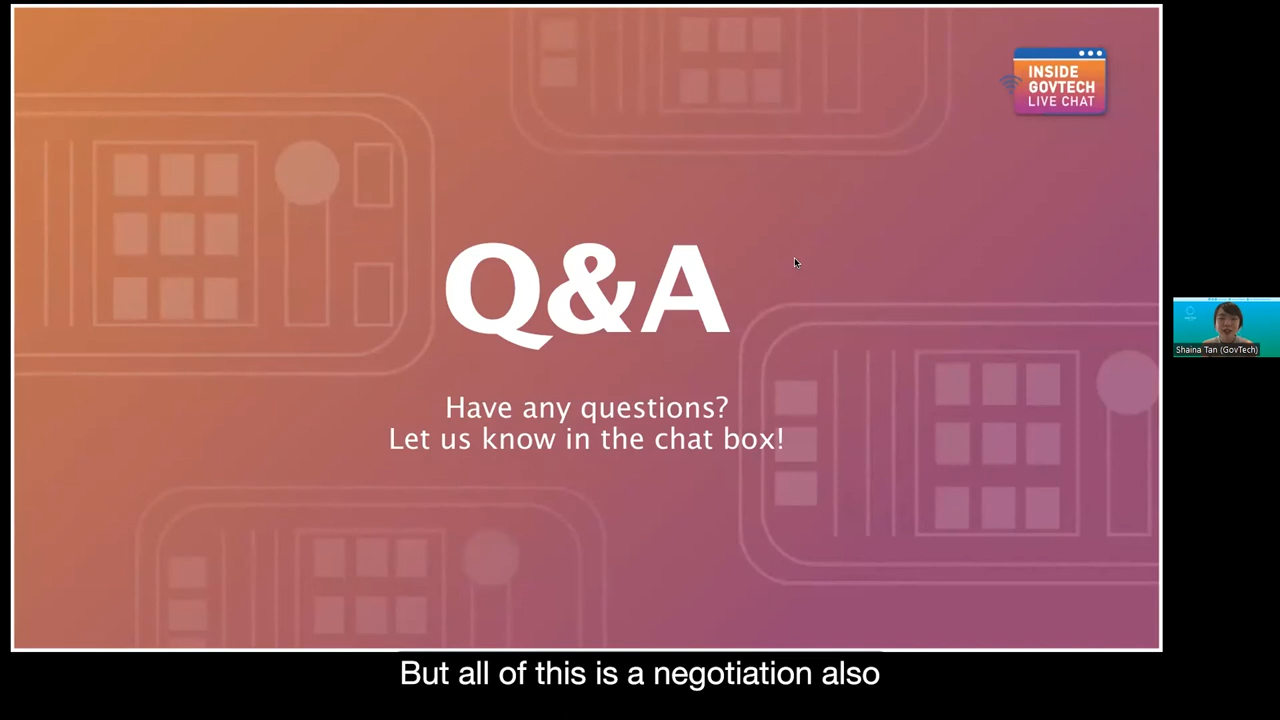 INSIDE
GOVTECH
LIVE CHAT
Q&A
Have any questions?
Let us know in the chat box!
Shaina Tan (GovTech)
But all of this is a negotiation also